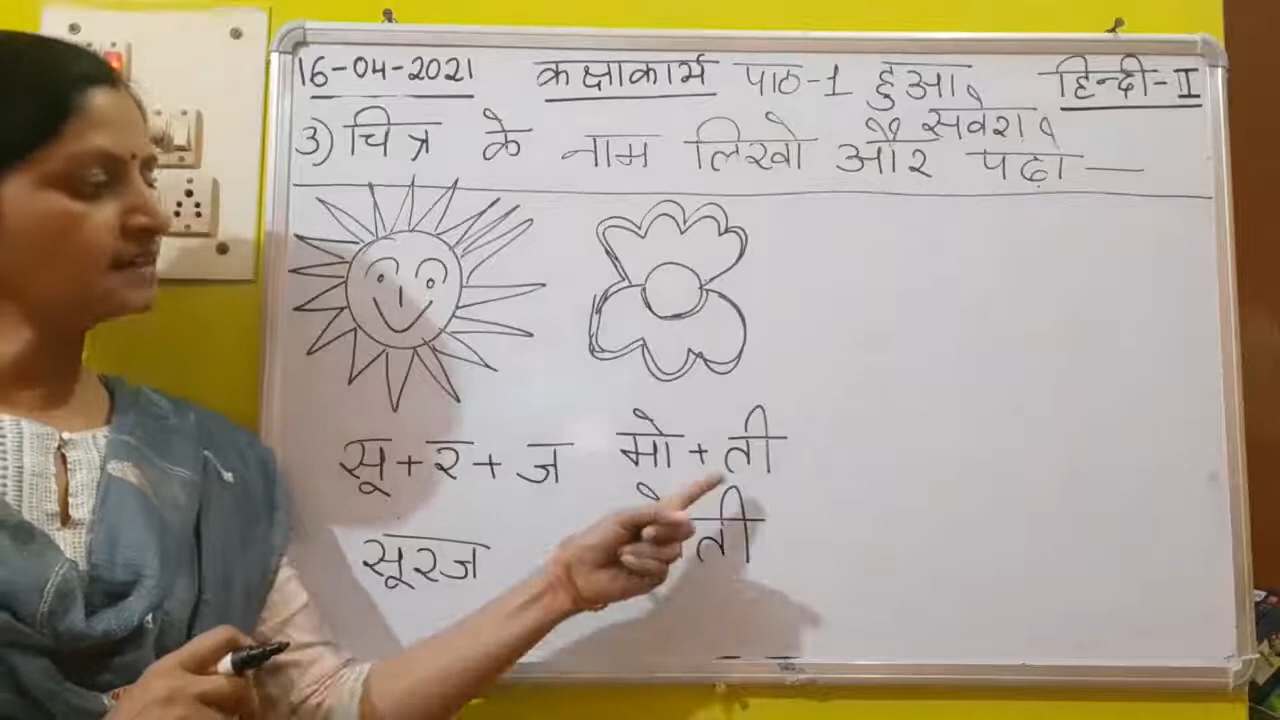 16-04-2021 कक्षाकार्य पाठ-1 हुआ हिन्दी-II
सवेरा
3) चित्र के नाम लिखो और पढ़ो —
सू+र+ज मो+ती
सूरज ती